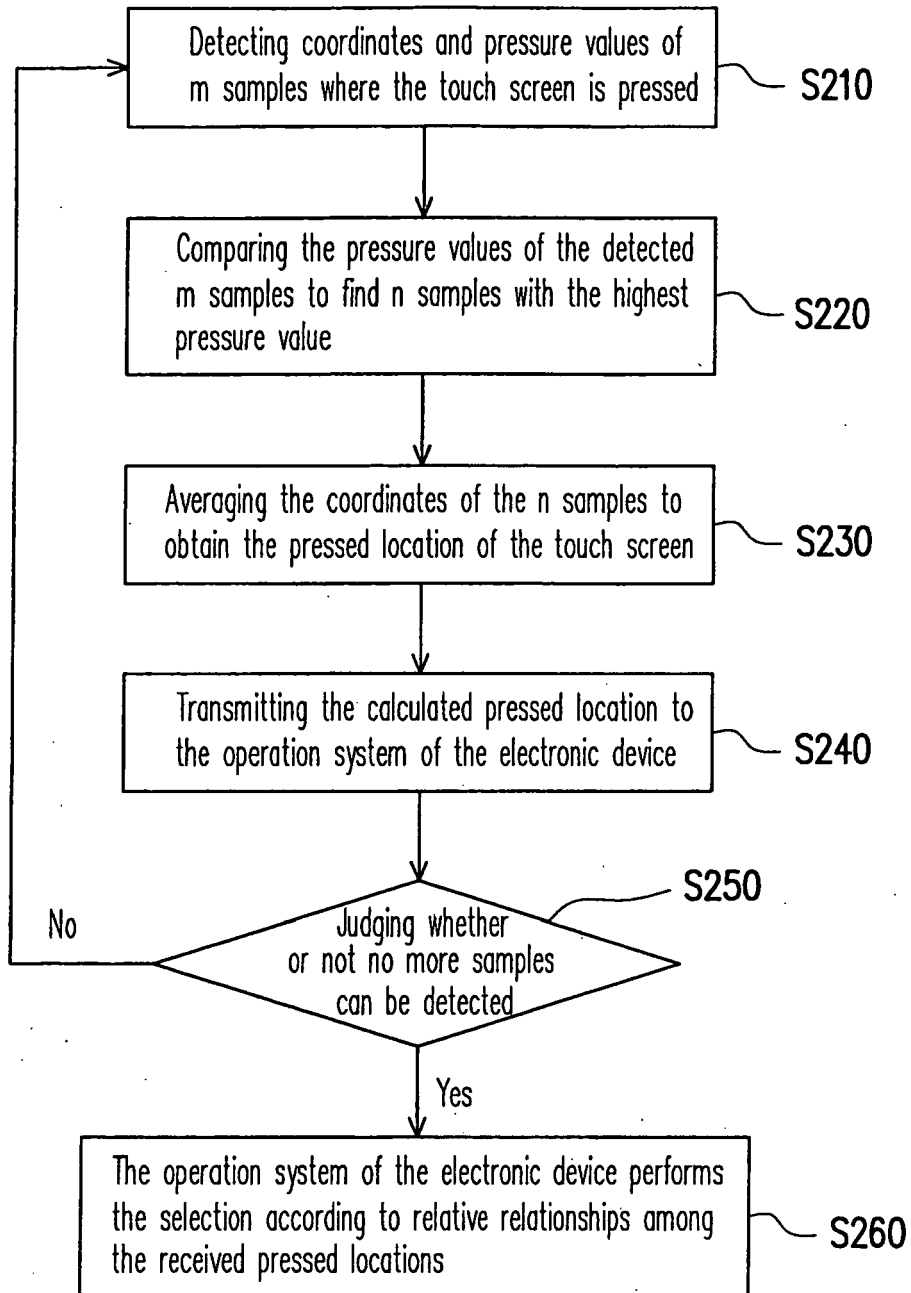 Detecting coordinates and pressure values of
m samples where the touch screen is pressed
S210
Comparing the pressure values of the detected
m samples to find n samples with the highest
pressure value
S220
Averaging the coordinates of the n samples to
obtain the pressed location of the touch screen
S230
Transmitting the calculated pressed location to
the operation system of the electronic device
S240
S250
No
Judging whether
or not no more samples
can be detected
Yes
The operation system of the electronic device performs
the selection according to relative relationships among
the received pressed locations
S260